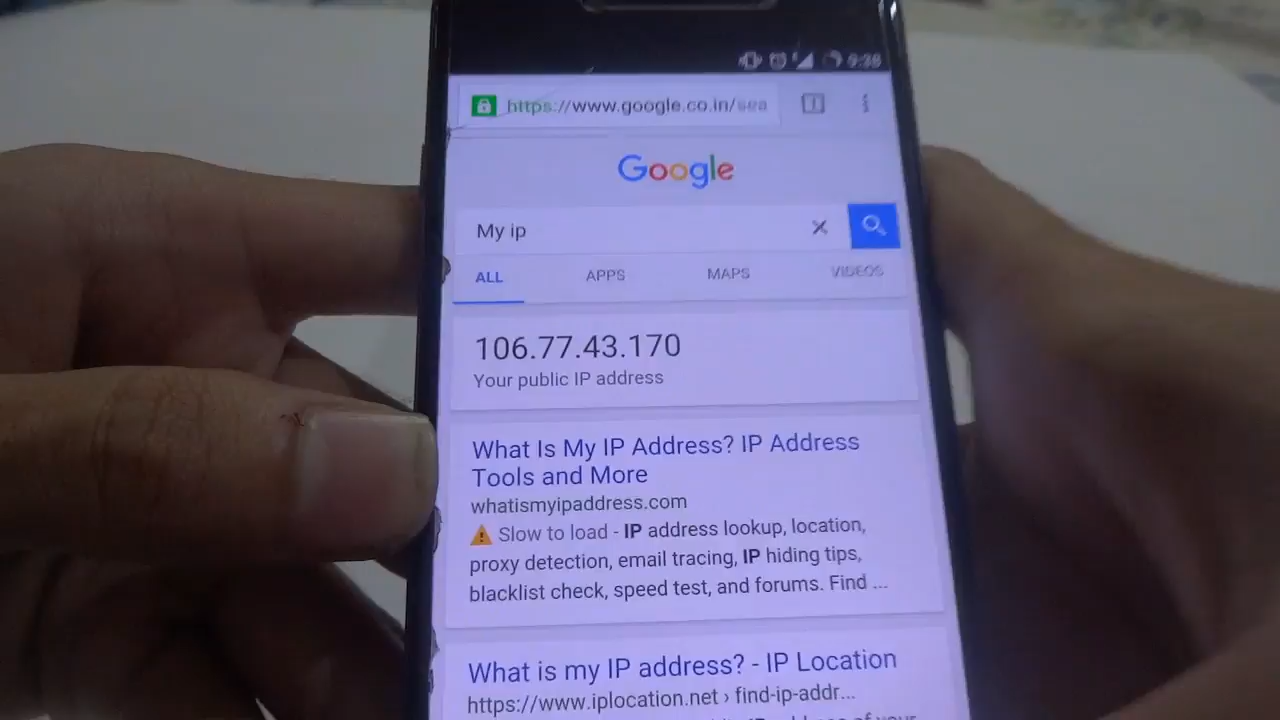 9:38
https://www.google.co.in/sea
Google
My ip
ALL APPS MAPS VIDEOS
106.77.43.170
Your public IP address
What Is My IP Address? IP Address
Tools and More
whatismyipaddress.com
Slow to load - IP address lookup, location,
proxy detection, email tracing, IP hiding tips,
blacklist check, speed test, and forums. Find ...
What is my IP address? - IP Location
https://www.iplocation.net › find-ip-addr...